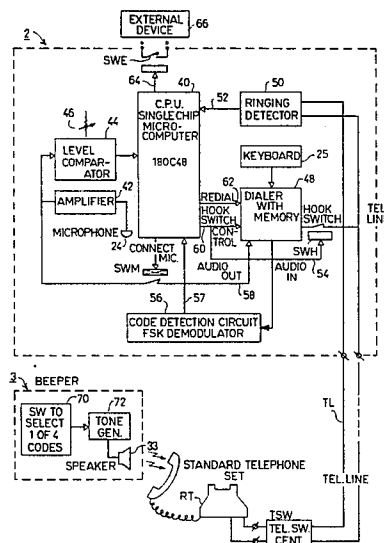 EXTERNAL
DEVICE
66
2
SWE
64
40
50
C.P.U.
SINGLE CHIP
MICRO-
COMPUTER
180C48
52
RINGING
DETECTOR
46
44
LEVEL
COMPAR-
ATOR
KEYBOARD
25
42
AMPLIFIER
MICROPHONE
24
REDIAL
62
48
DIALER
WITH
MEMORY
HOOK
SWITCH
CON-
TROL
60
HOOK
SWITCH
SWH
54
TEL
LINE
CONNECT
MIC.
SWM
AUDIO
OUT
AUDIO
IN
57
58
56
CODE DETECTION CIRCUIT
FSK DEMODULATOR
3
BEEPER
70
72
SW TO
SELECT
1 OF 4
CODES
TONE
GEN.
33
SPEAKER
STANDARD TELEPHONE
SET
RT
TL
TEL.LINE
TSW
TEL.SW.
CENT.